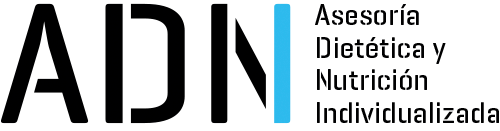 ADN
Asesoría
Dietética y
Nutrición
Individualizada